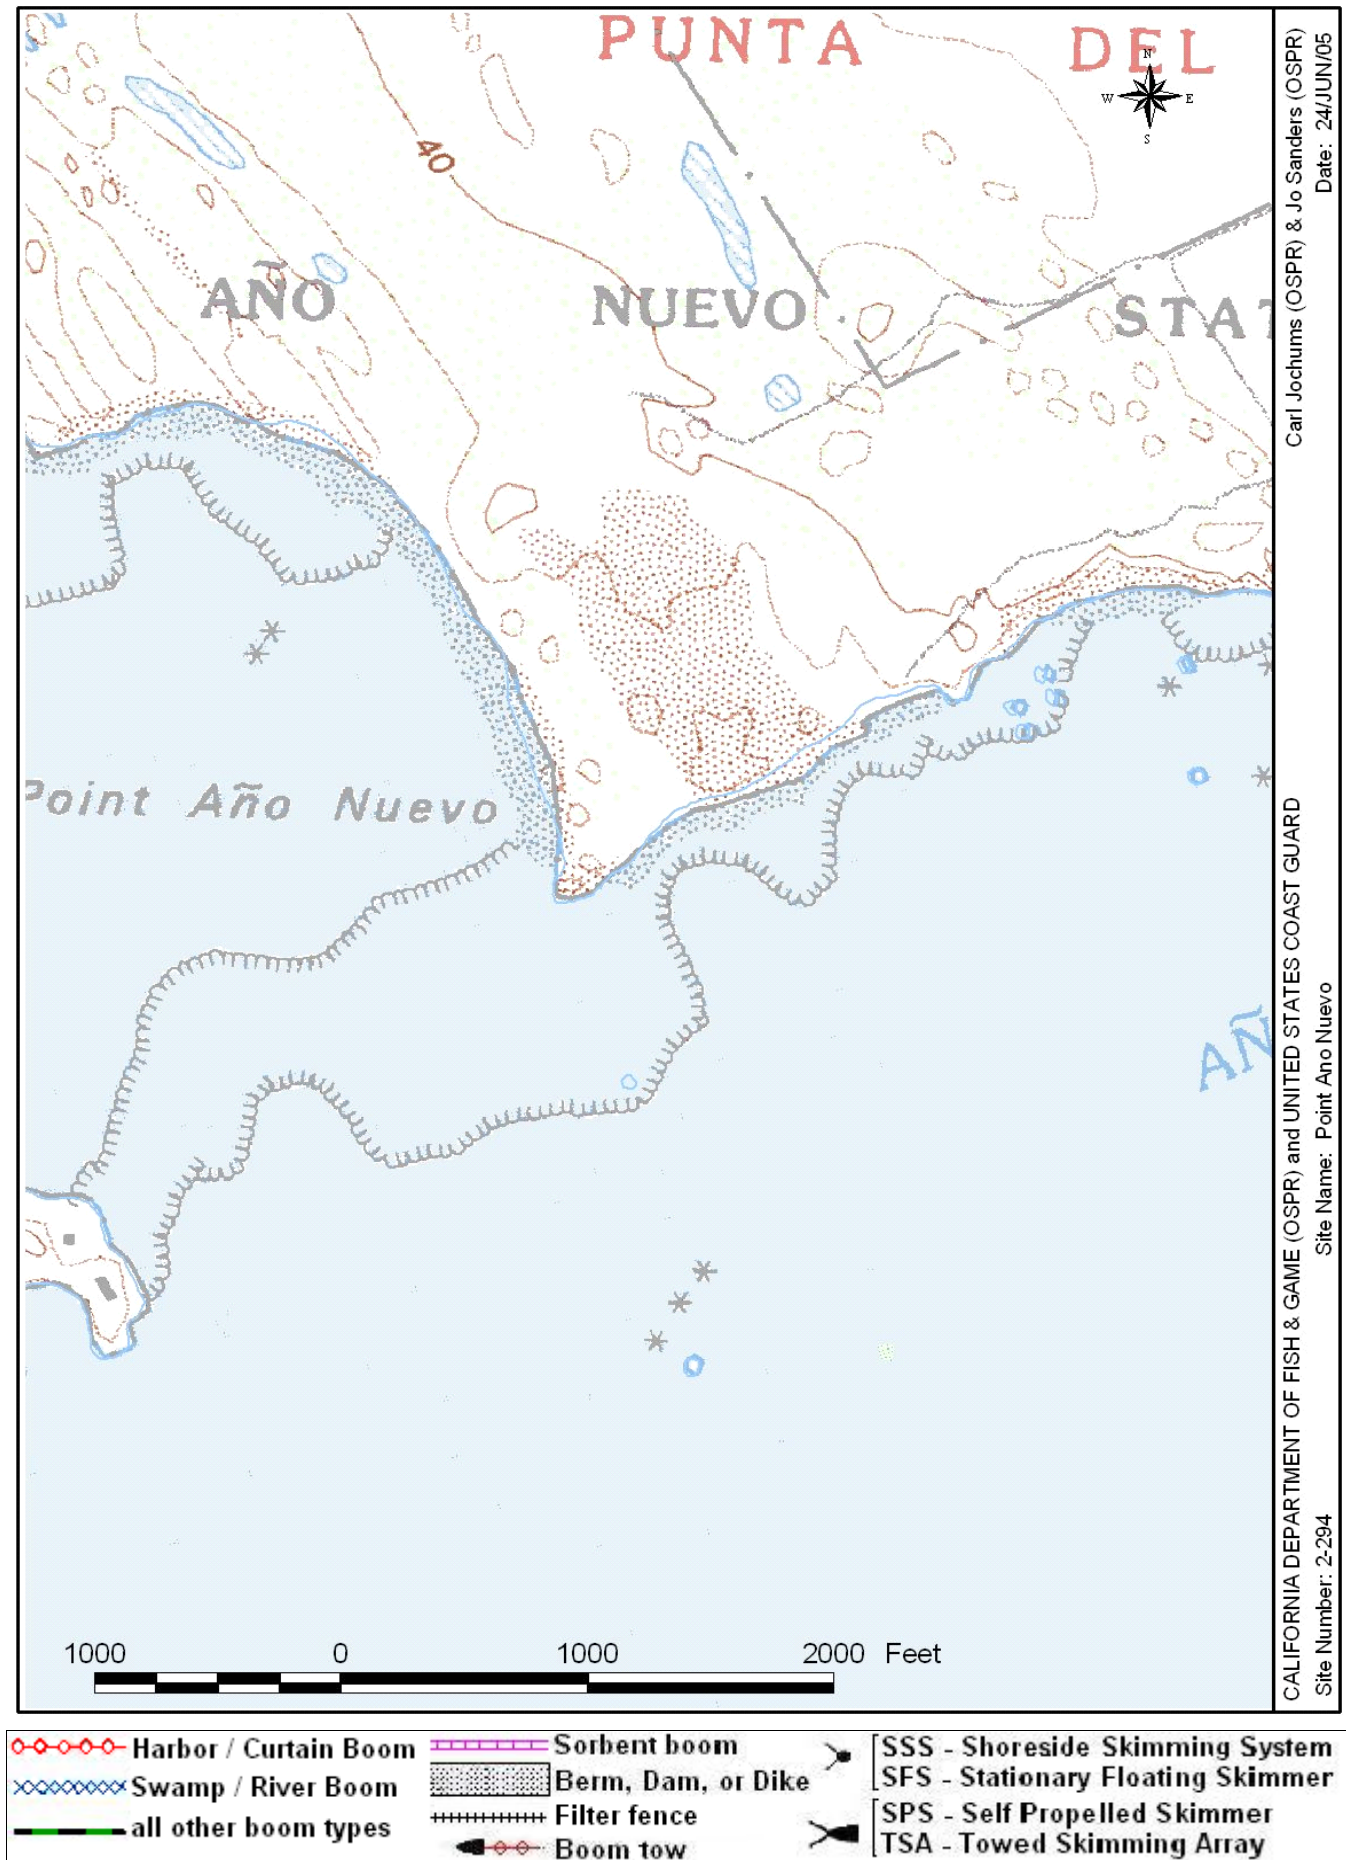 PUNTA DEL
N
W E
S
40
AÑO NUEVO STAT
Point Año Nuevo
AÑ
1000 0 1000 2000 Feet
Carl Jochums (OSPR) & Jo Sanders (OSPR)
Date: 24/JUN/05
CALIFORNIA DEPARTMENT OF FISH & GAME (OSPR) and UNITED STATES COAST GUARD
Site Number: 2-294 Site Name: Point Ano Nuevo
Harbor / Curtain Boom
Swamp / River Boom
all other boom types
Sorbent boom
Berm, Dam, or Dike
Filter fence
Boom tow
SSS - Shoreside Skimming System
SFS - Stationary Floating Skimmer
SPS - Self Propelled Skimmer
TSA - Towed Skimming Array